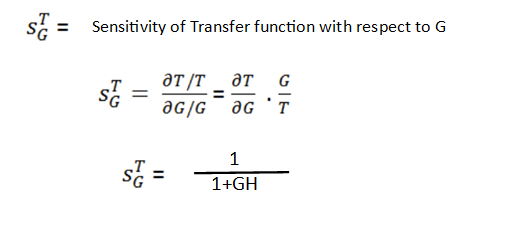 S_G^T = Sensitivity of Transfer function with respect to G
S_G^T = ∂T/T / ∂G/G = ∂T/∂G · G/T
S_G^T = 1/1+GH